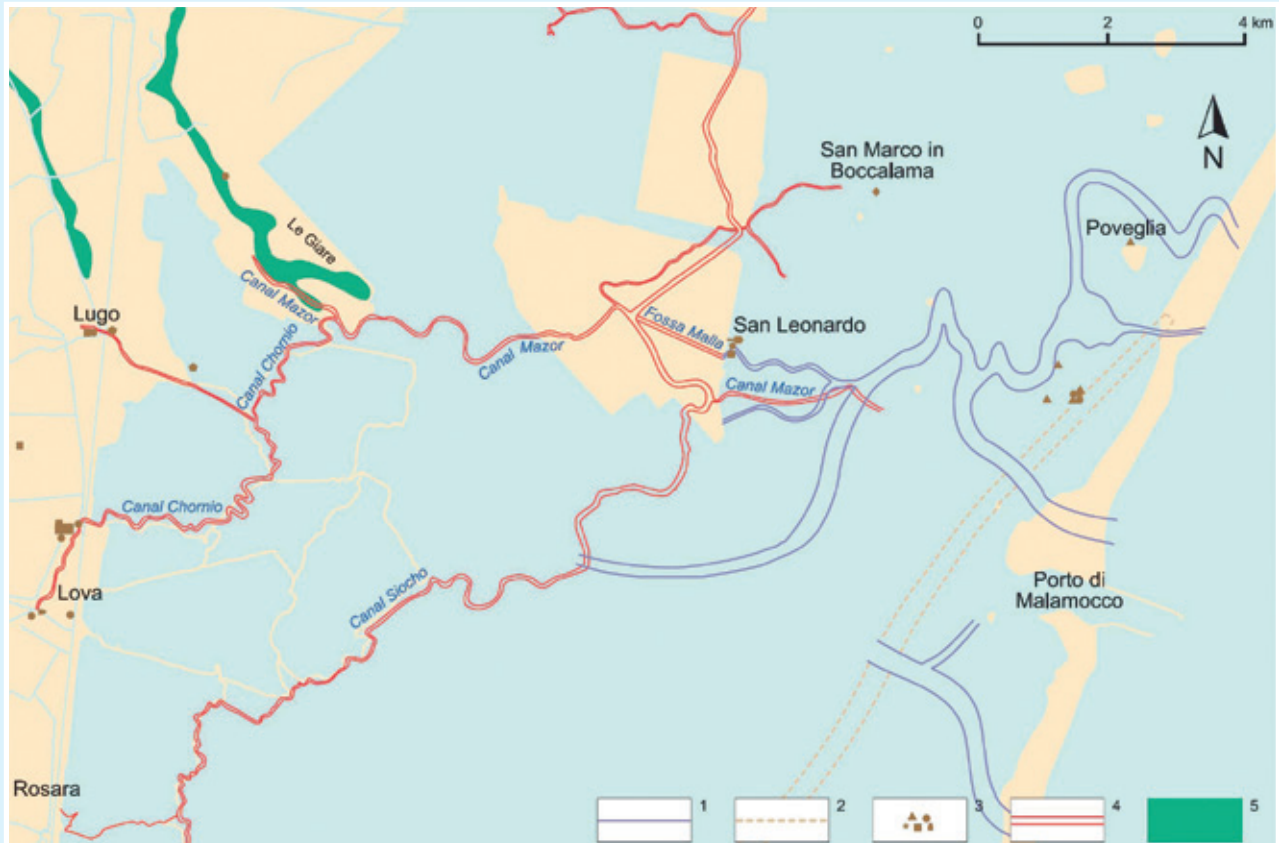 0 2 4 km
N
San Marco in
Boccalama
Poveglia
Le Giare
Canal Mazor
Lugo
Canal Chornio
Canal Mazor
Fossa Malla
San Leonardo
Canal Mazor
Canal Chornio
Lova
Canal Siocho
Porto di
Malamocco
Rosara
1 2 3 4 5